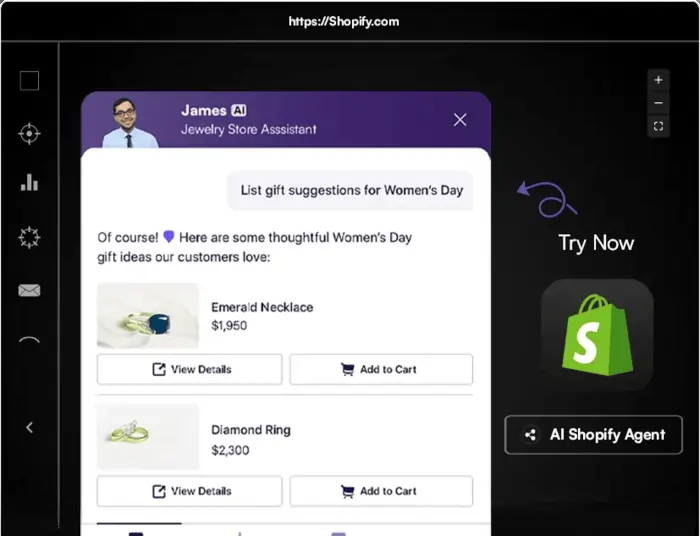 https://Shopify.com
James AI
Jewelry Store Asssistant
List gift suggestions for Women's Day
Of course! 💜 Here are some thoughtful Women's Day
gift ideas our customers love:
Emerald Necklace
$1,950
View Details
Add to Cart
Diamond Ring
$2,300
View Details
Add to Cart
Try Now
S
AI Shopify Agent